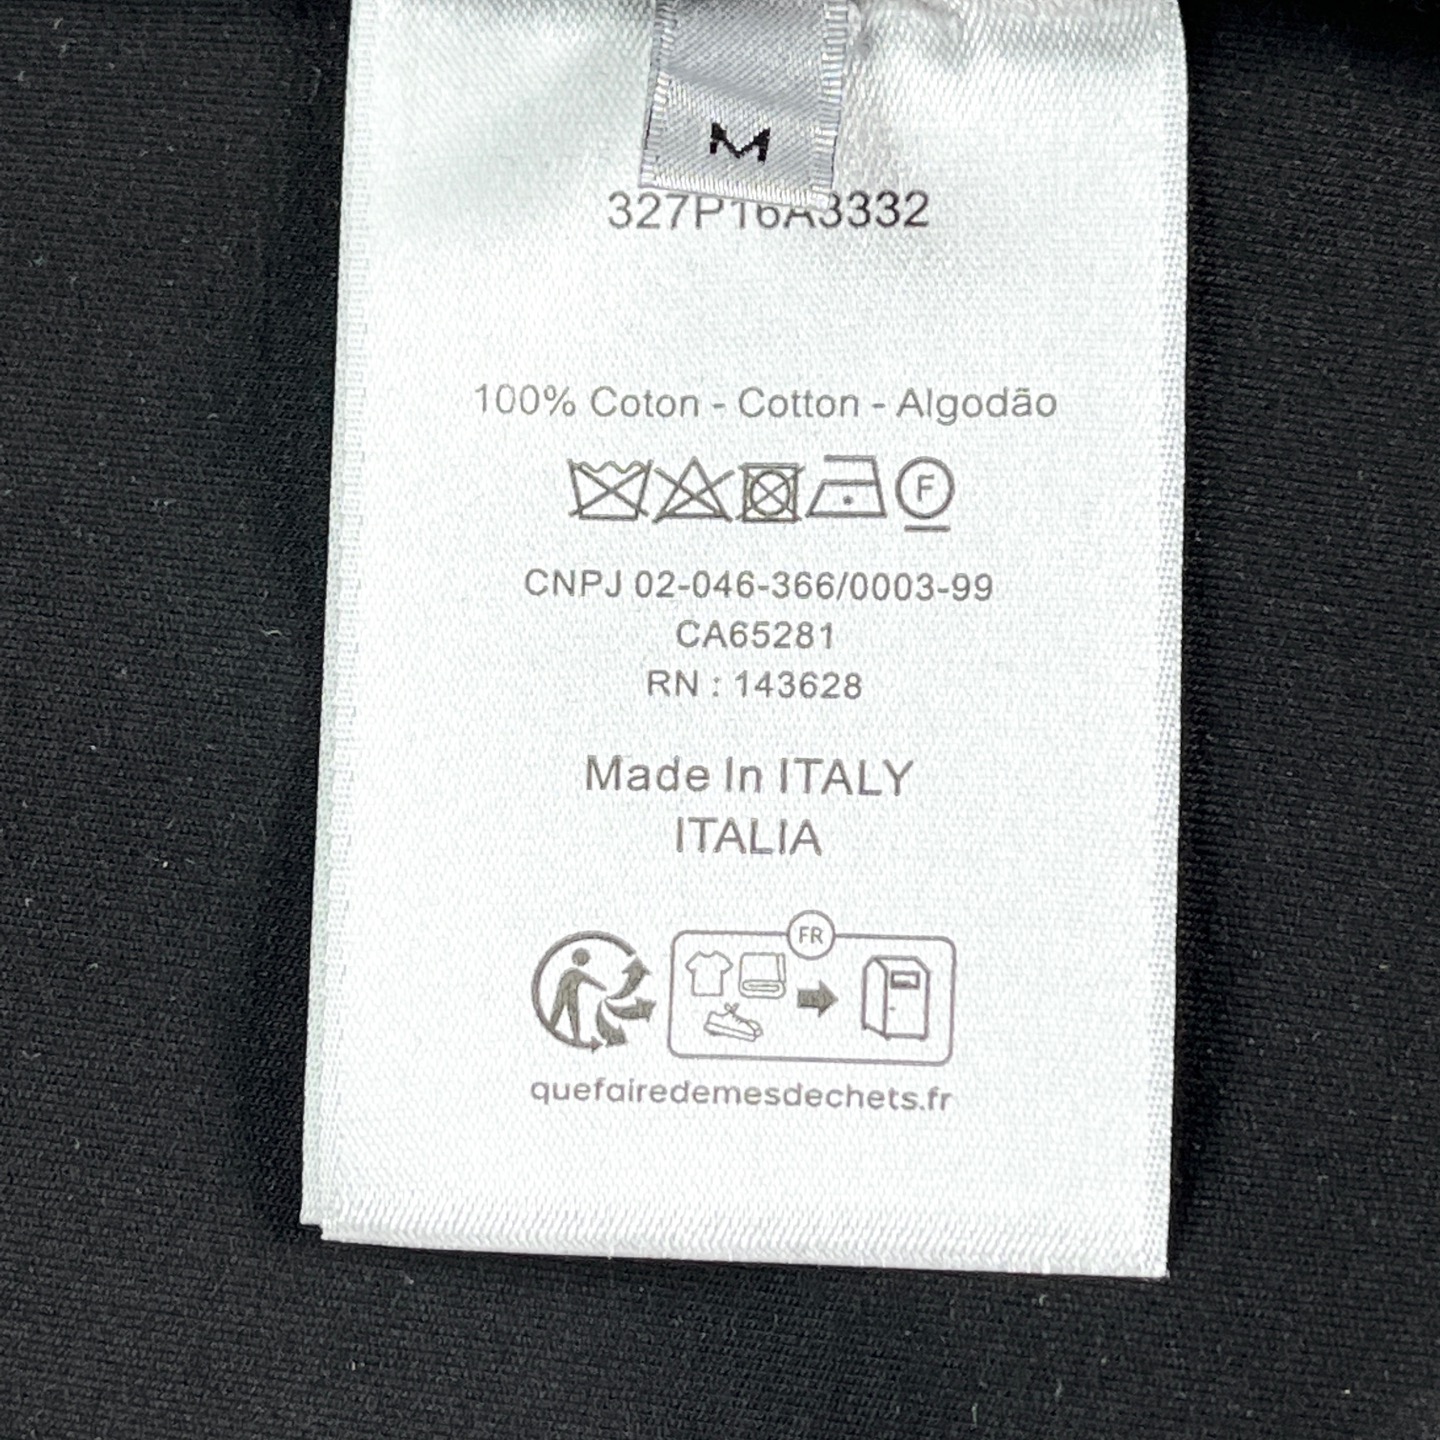 M
327P16A3332
100% Coton - Cotton - Algodão
F
CNPJ 02-046-366/0003-99
CA65281
RN : 143628
Made In ITALY
ITALIA
FR
quefairedemesdechets.fr